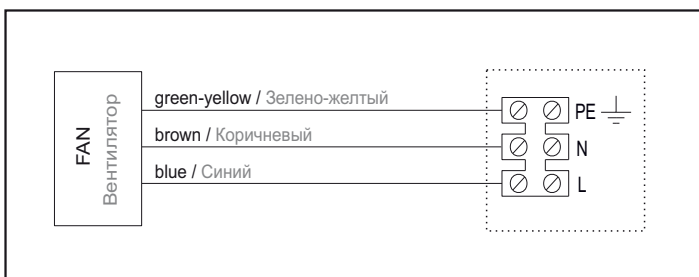 FAN
Вентилятор
green-yellow / Зелено-желтый
brown / Коричневый
blue / Синий
PE
N
L